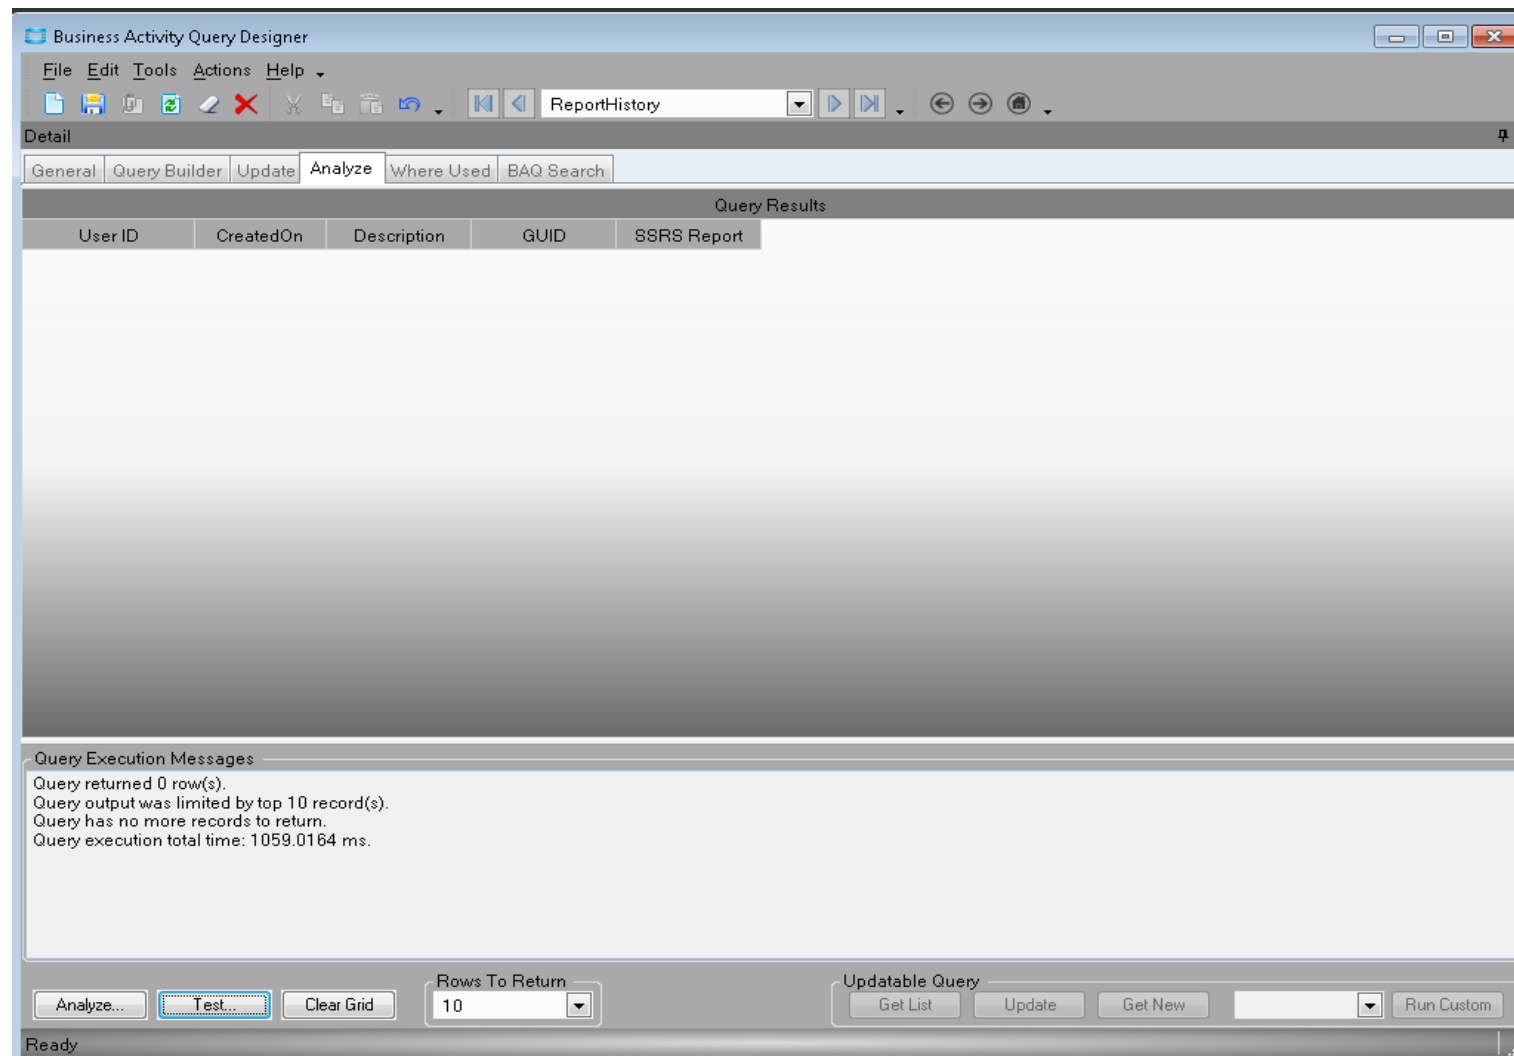 Business Activity Query Designer
File Edit Tools Actions Help
ReportHistory
Detail
General Query Builder Update Analyze Where Used BAQ Search
Query Results
User ID CreatedOn Description GUID SSRS Report
Query Execution Messages
Query returned 0 row(s).
Query output was limited by top 10 record(s).
Query has no more records to return.
Query execution total time: 1059.0164 ms.
Rows To Return Updatable Query
Analyze... Test... Clear Grid 10 Get List Update Get New Run Custom
Ready